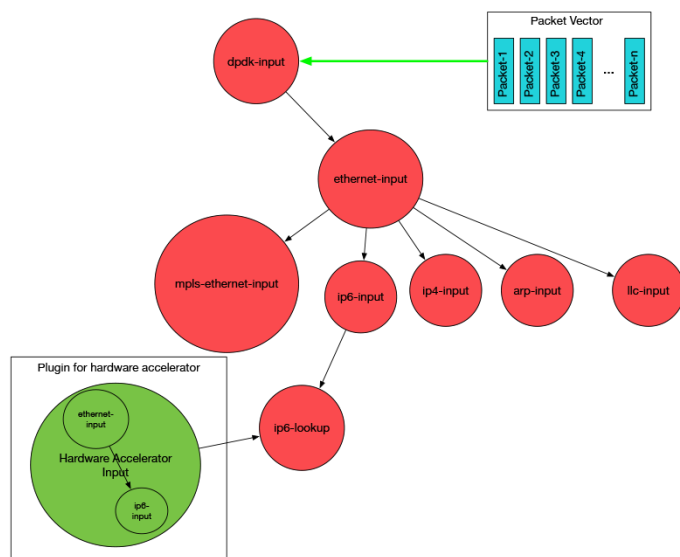 Packet Vector
Packet-1
Packet-2
Packet-3
Packet-4
...
Packet-n
dpdk-input
ethernet-input
mpls-ethernet-input
ip6-input
ip4-input
arp-input
llc-input
Plugin for hardware accelerator
ethernet-
input
Hardware Accelerator
Input
ip6-
input
ip6-lookup